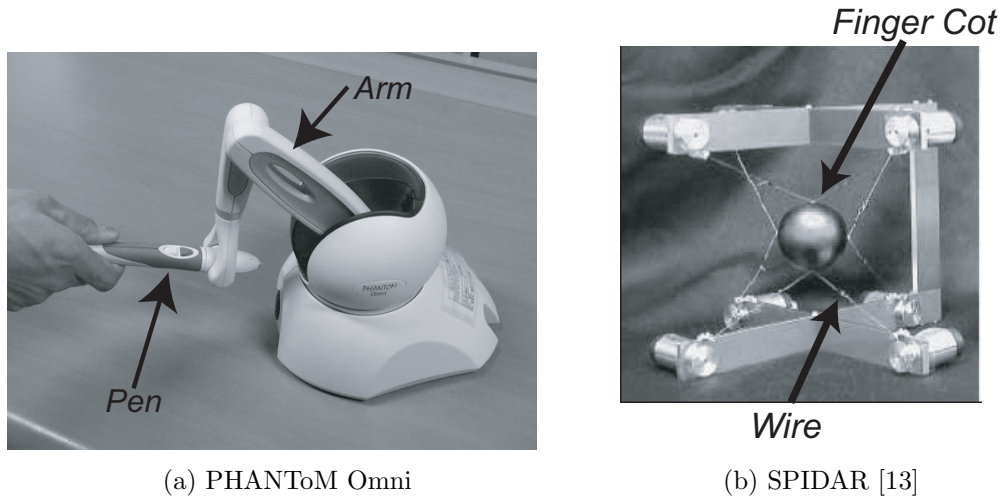 Finger Cot
Arm
PHANToM
Omni
Pen
Wire
(a) PHANToM Omni
(b) SPIDAR [13]